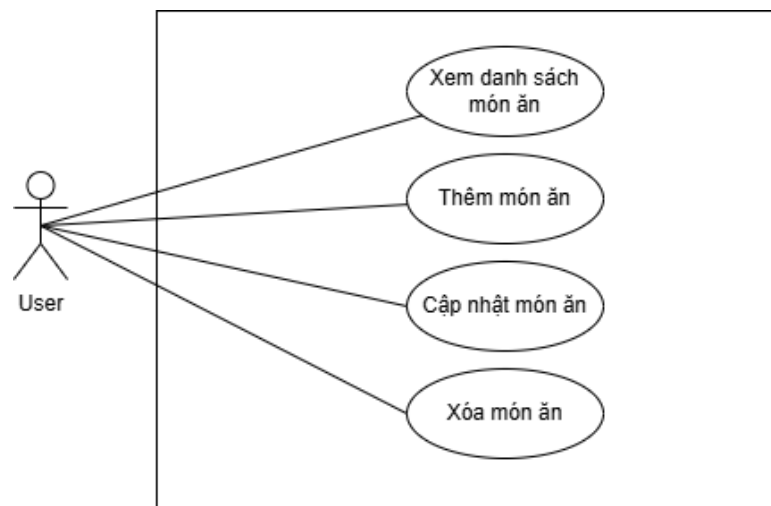 Xem danh sách
món ăn
Thêm món ăn
Cập nhật món ăn
Xóa món ăn
User